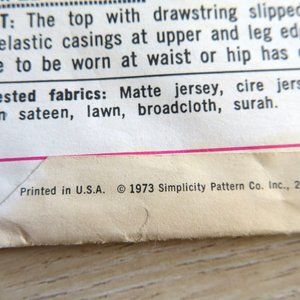 T: The top with drawstring slipped
elastic casings at upper and leg edg
e to be worn at waist or hip has
ested fabrics: Matte jersey, cire jers
n sateen, lawn, broadcloth, surah.
Printed in U.S.A. © 1973 Simplicity Pattern Co. Inc., 2